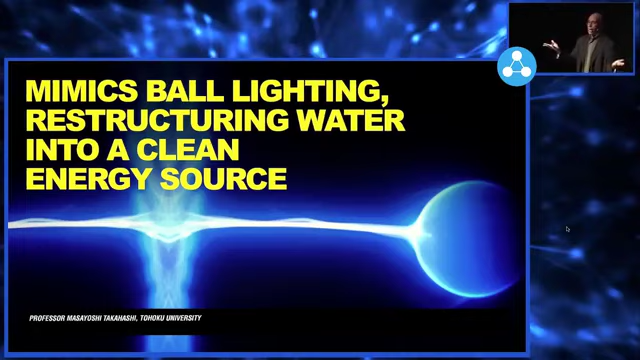 MIMICS BALL LIGHTING,
RESTRUCTURING WATER
INTO A CLEAN
ENERGY SOURCE
PROFESSOR MASAYOSHI TAKAHASHI, TOHOKU UNIVERSITY